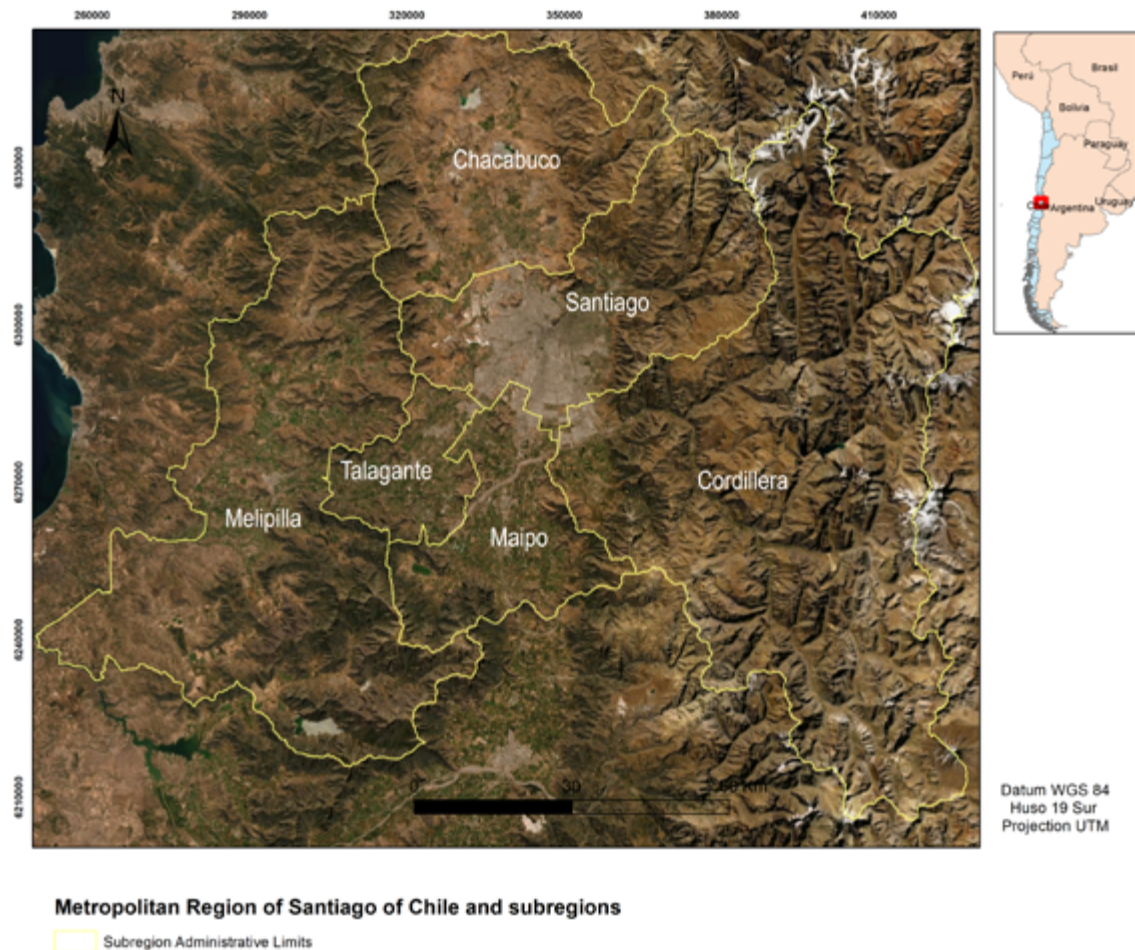 260000 290000 320000 350000 380000 410000
6330000
6300000
6270000
6240000
6210000
N
Chacabuco
Santiago
Talagante
Cordillera
Melipilla
Maipo
0 30 60 Km
Perú
Brasil
Bolivia
Paraguay
Uruguay
Argentina
Datum WGS 84
Huso 19 Sur
Projection UTM
Metropolitan Region of Santiago of Chile and subregions
Subregion Administrative Limits